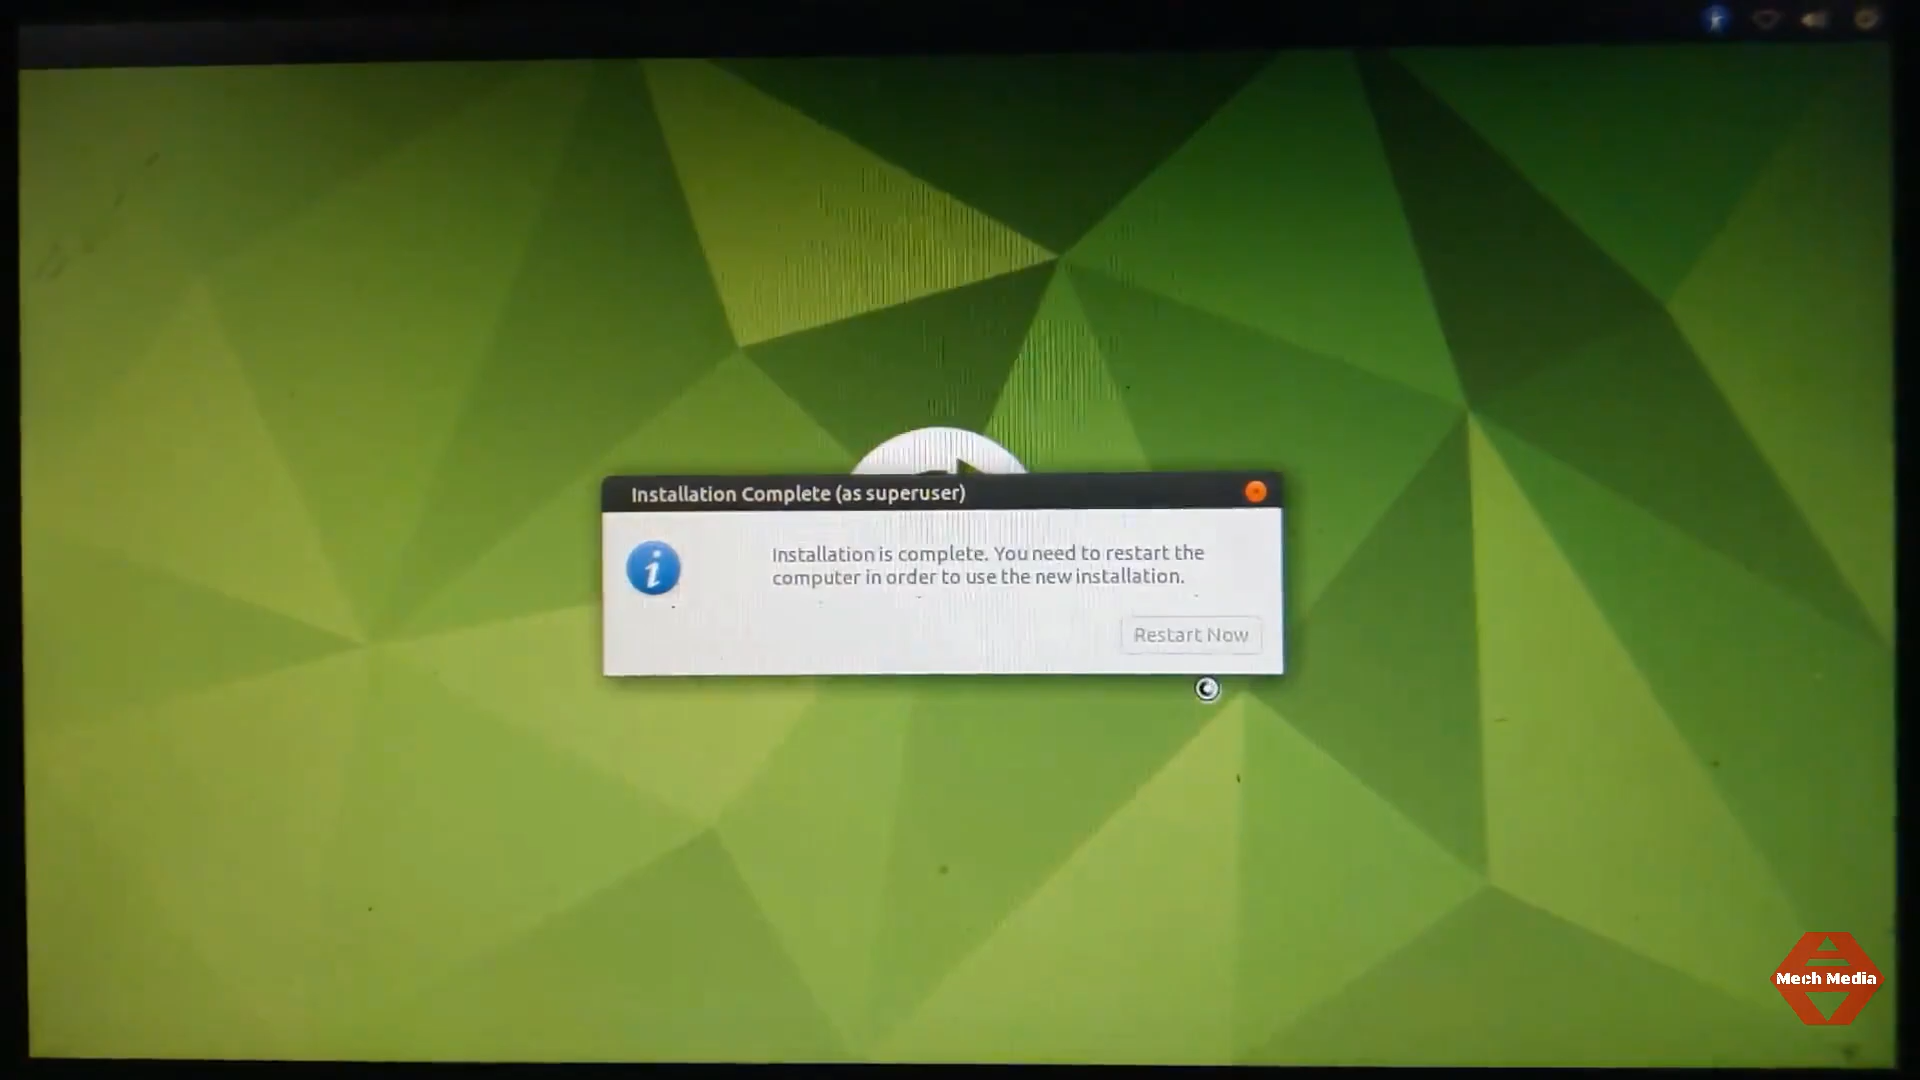 Installation Complete (as superuser)
Installation is complete. You need to restart the
computer in order to use the new installation.
Restart Now
Mech Media